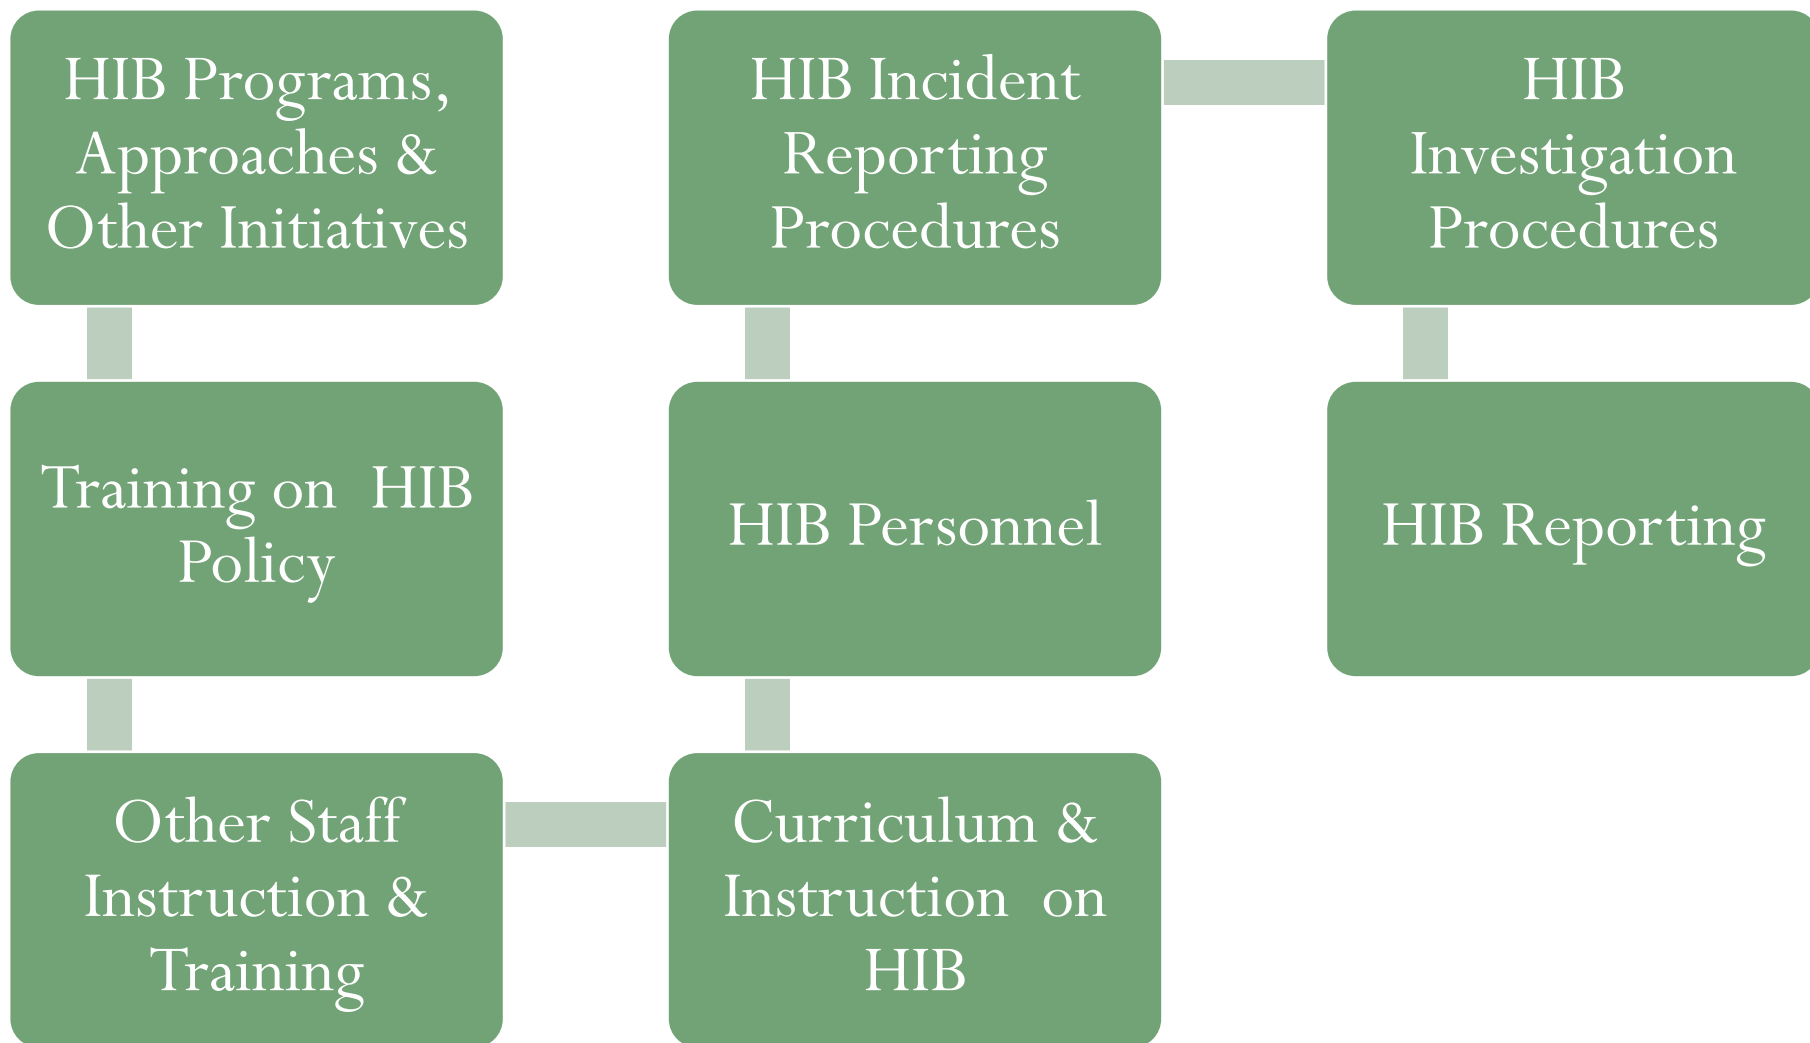 HIB Programs,
Approaches &
Other Initiatives
Training on  HIB
Policy
Other Staff
Instruction &
Training
Curriculum &
Instruction  on
HIB
HIB Personnel
HIB Incident
Reporting
Procedures
HIB
Investigation
Procedures
HIB Reporting